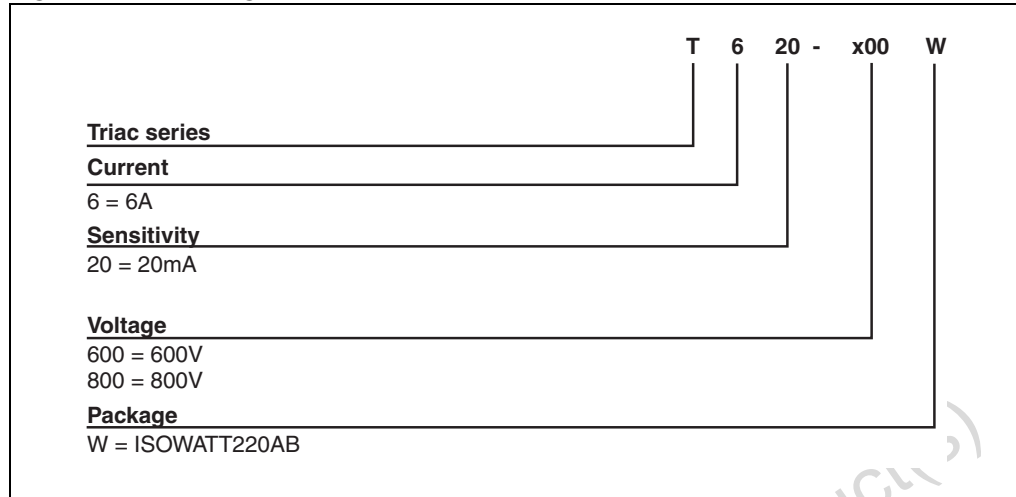 T 6 20 - x00 W
Triac series
Current
6 = 6A
Sensitivity
20 = 20mA
Voltage
600 = 600V
800 = 800V
Package
W = ISOWATT220AB